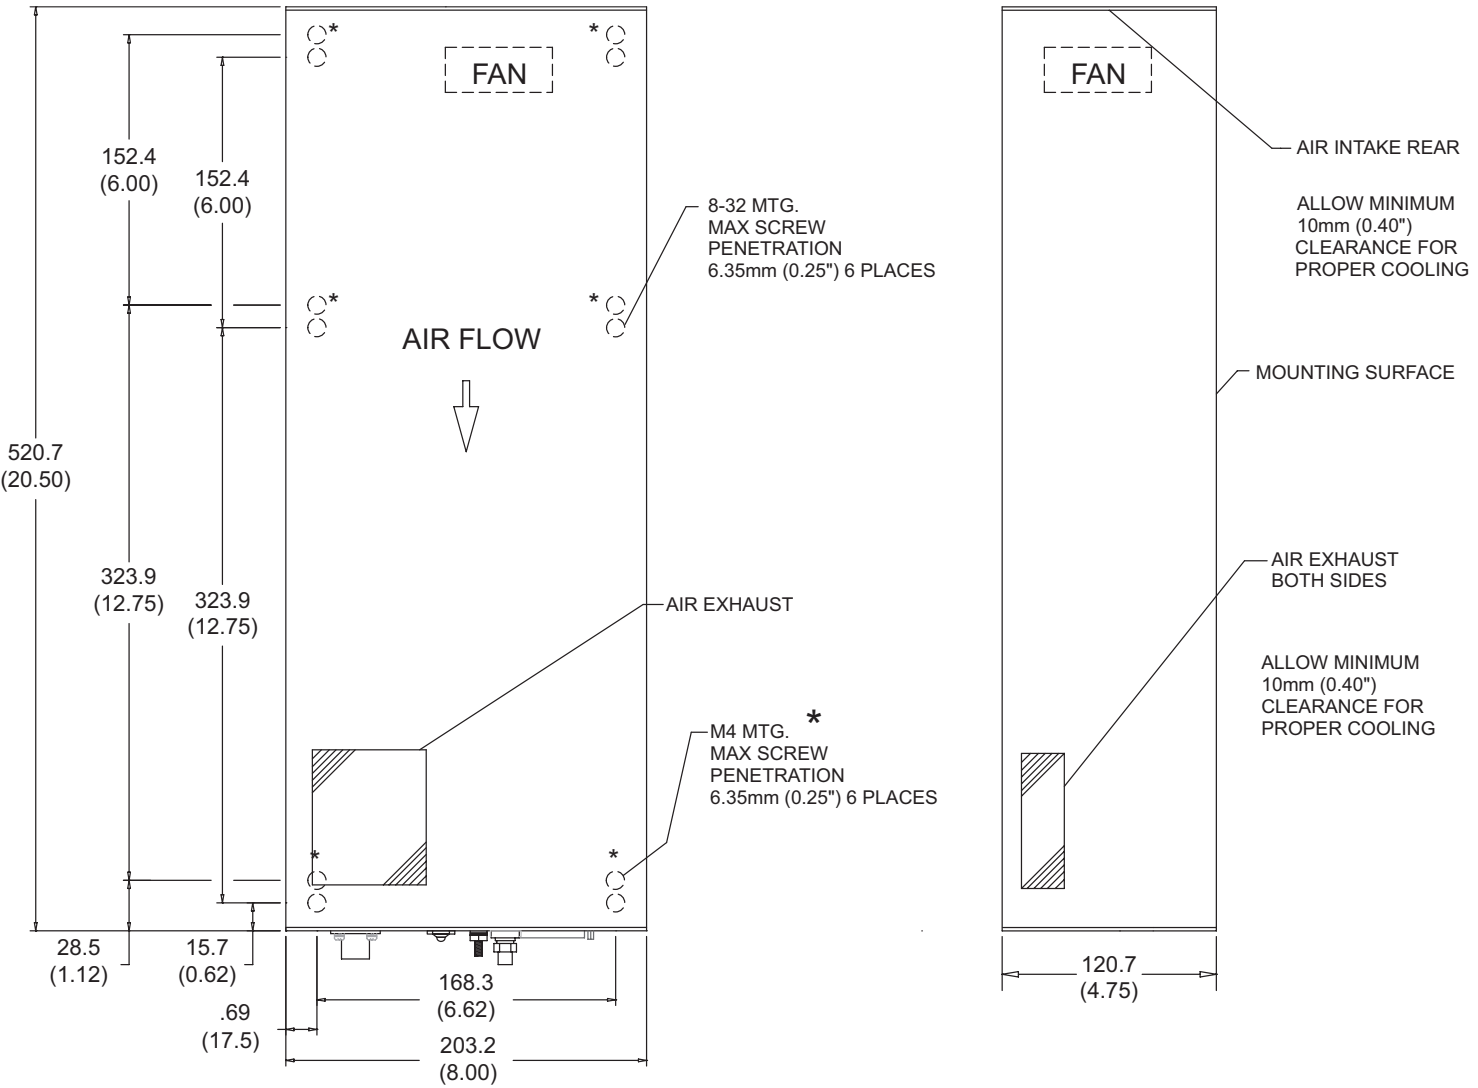 *
*
FAN
FAN
152.4
(6.00)
152.4
(6.00)
AIR INTAKE REAR
8-32 MTG.
MAX SCREW
PENETRATION
6.35mm (0.25") 6 PLACES
ALLOW MINIMUM
10mm (0.40")
CLEARANCE FOR
PROPER COOLING
*
*
AIR FLOW
MOUNTING SURFACE
520.7
(20.50)
323.9
(12.75)
323.9
(12.75)
AIR EXHAUST
AIR EXHAUST
BOTH SIDES
ALLOW MINIMUM
10mm (0.40")
CLEARANCE FOR
PROPER COOLING
M4 MTG. *
MAX SCREW
PENETRATION
6.35mm (0.25") 6 PLACES
*
*
28.5
(1.12)
15.7
(0.62)
168.3
(6.62)
120.7
(4.75)
.69
(17.5)
203.2
(8.00)